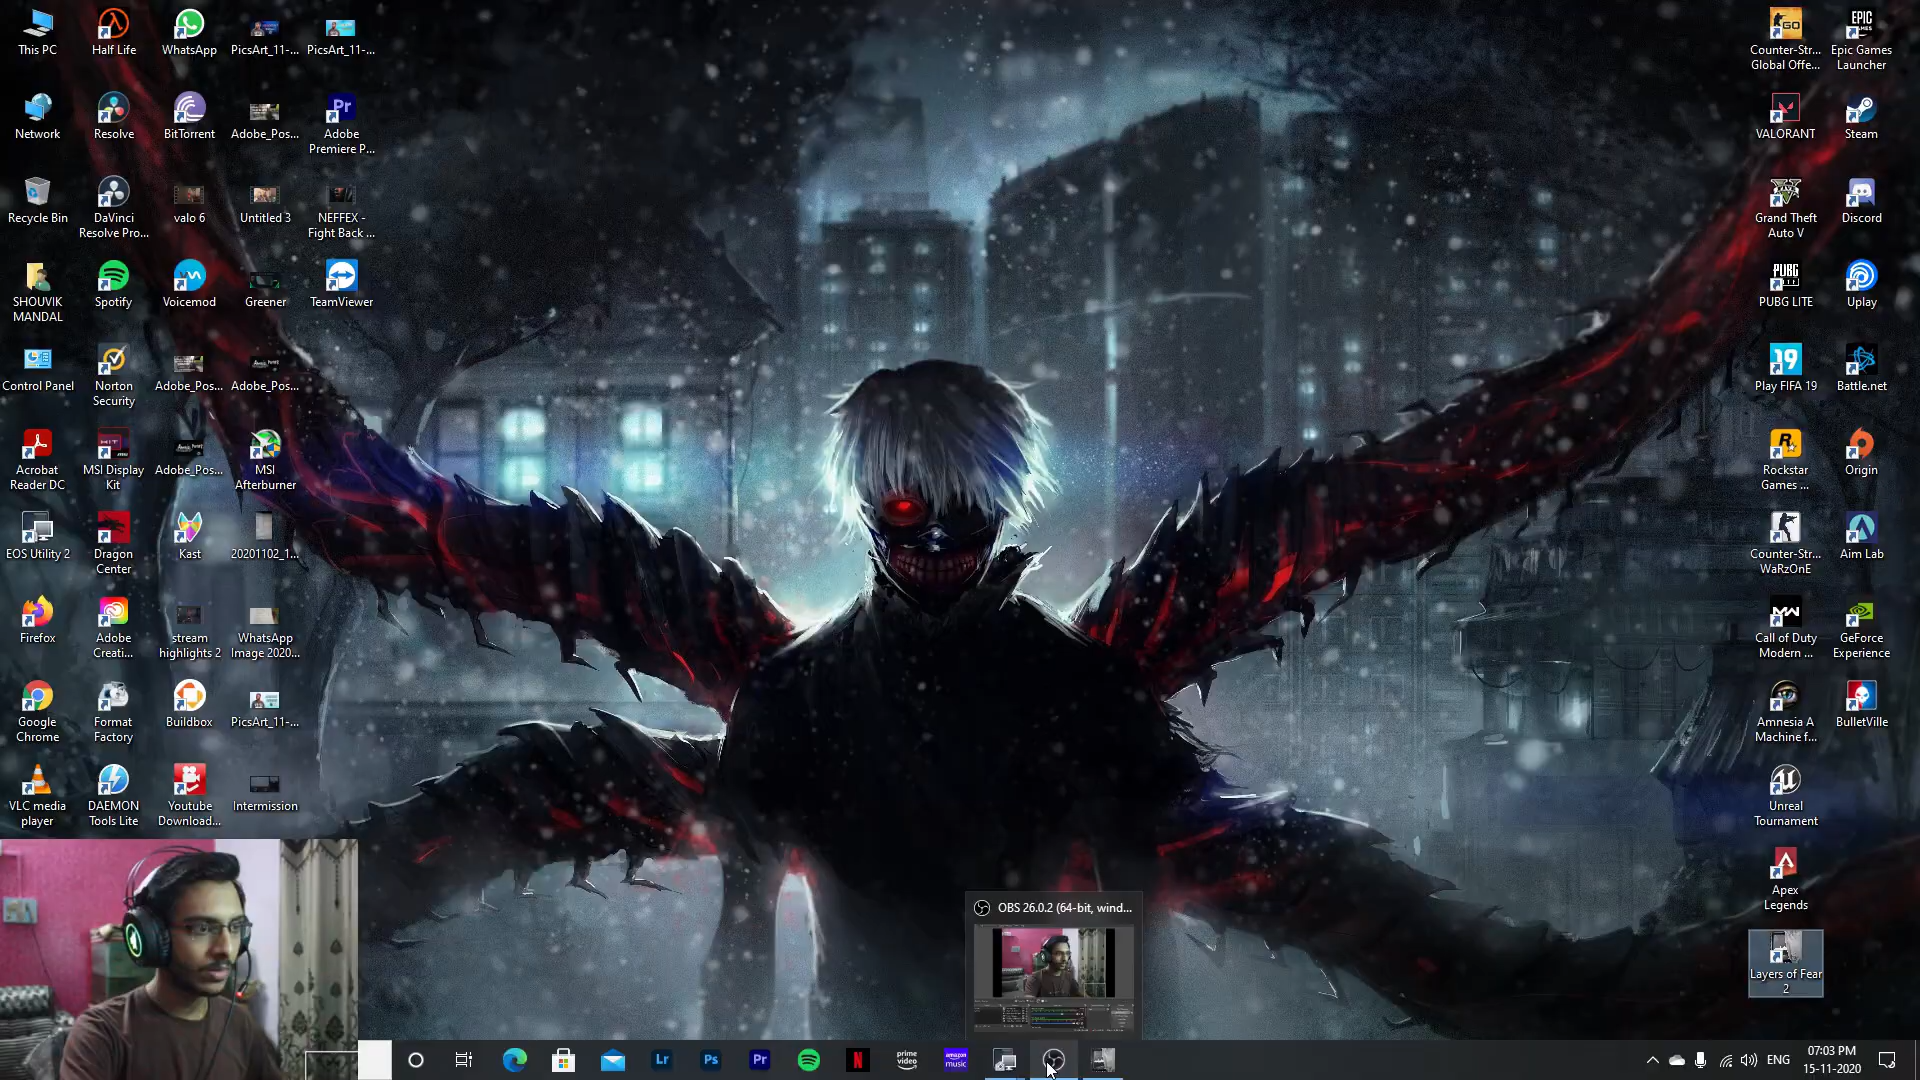 This PC
Half Life
WhatsApp
PicsArt_11-...
PicsArt_11-...
Network
Resolve
BitTorrent
Adobe_Pos...
Adobe
Premiere P...
Recycle Bin
DaVinci
Resolve Pro...
valo 6
Untitled 3
NEFFEX -
Fight Back ...
SHOUVIK
MANDAL
Spotify
Voicemod
Greener
TeamViewer
Control Panel
Norton
Security
Adobe_Pos...
Adobe_Pos...
Acrobat
Reader DC
MSI Display
Kit
Adobe_Pos...
MSI
Afterburner
EOS Utility 2
Dragon
Center
Kast
20201102_1...
Firefox
Adobe
Creati...
stream
highlights 2
WhatsApp
Image 2020...
Google
Chrome
Format
Factory
Buildbox
PicsArt_11-...
VLC media
player
DAEMON
Tools Lite
Youtube
Download...
Intermission
Counter-Str...
Global Offe...
Epic Games
Launcher
VALORANT
Steam
Grand Theft
Auto V
Discord
PUBG LITE
Uplay
Play FIFA 19
Battle.net
Rockstar
Games ...
Origin
Counter-Str...
WaRzOnE
Aim Lab
Call of Duty
Modern ...
GeForce
Experience
Amnesia A
Machine f...
BulletVille
Unreal
Tournament
Apex
Legends
Layers of Fear
2
OBS 26.0.2 (64-bit, wind...
Lr
Ps
Pr
N
prime
video
amazon
music
ENG
07:03 PM
15-11-2020